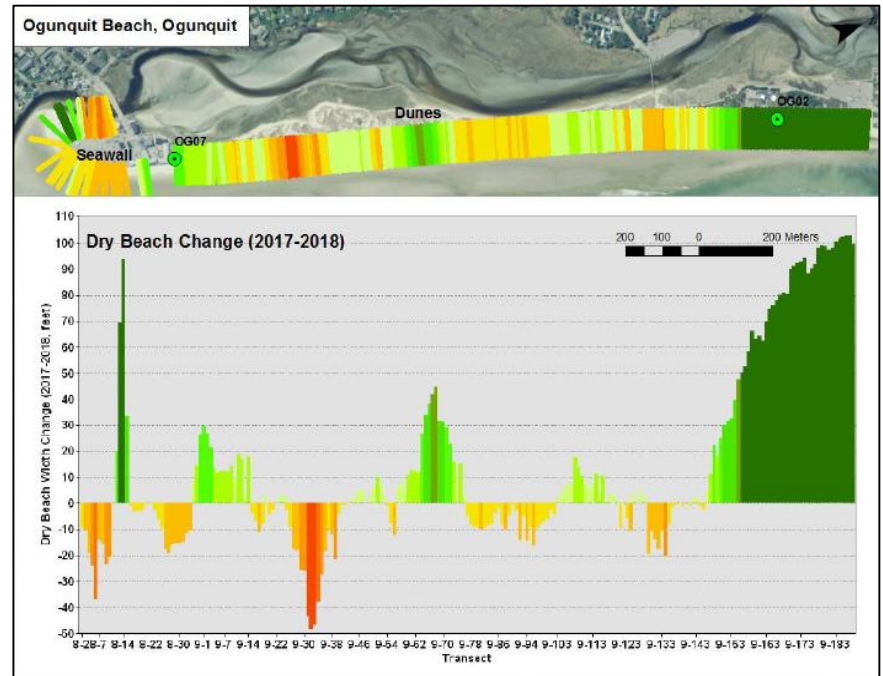 Ogunquit Beach, Ogunquit
OG02
Dunes
OG07
Seawall
Dry Beach Change (2017-2018)
200 100 0 200 Meters
110
100
90
80
70
60
50
40
30
20
10
0
-10
-20
-30
-40
-50
Dry Beach Width Change (2017-2018, feet)
8-28-7 8-14 8-22 8-30 9-1 9-7 9-14 9-22 9-30 9-38 9-46 9-54 9-62 9-70 9-78 9-86 9-94 9-103 9-113 9-123 9-133 9-143 9-153 9-163 9-173 9-183
Transect